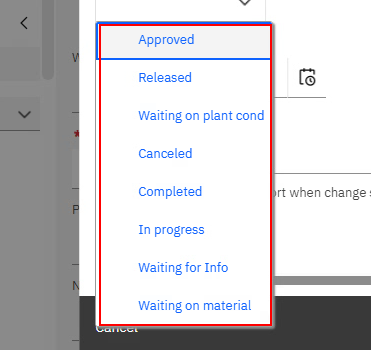 Approved
W
Released
Waiting on plant cond
Canceled
Completed
ort when change s
P
In progress
Waiting for Info
N
Waiting on material
Cancel